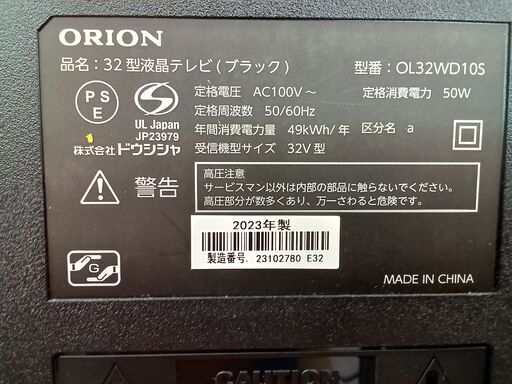 ORION
品名：32型液晶テレビ(ブラック)
型番：OL32WD10S
PS
E
UL Japan
JP23979
株式会社ドウシシャ
定格電圧 AC100V～
定格消費電力 50W
定格周波数 50/60Hz
年間消費電力量 49kWh/年 区分名 a
受信機型サイズ 32V型
警告
高圧注意
サービスマン以外は内部の部品に触らないでください。
高圧部分が数多くあり、万一さわると危険です。
2023年製
製造番号. 23102780 E32
G
MADE IN CHINA
CAUTION